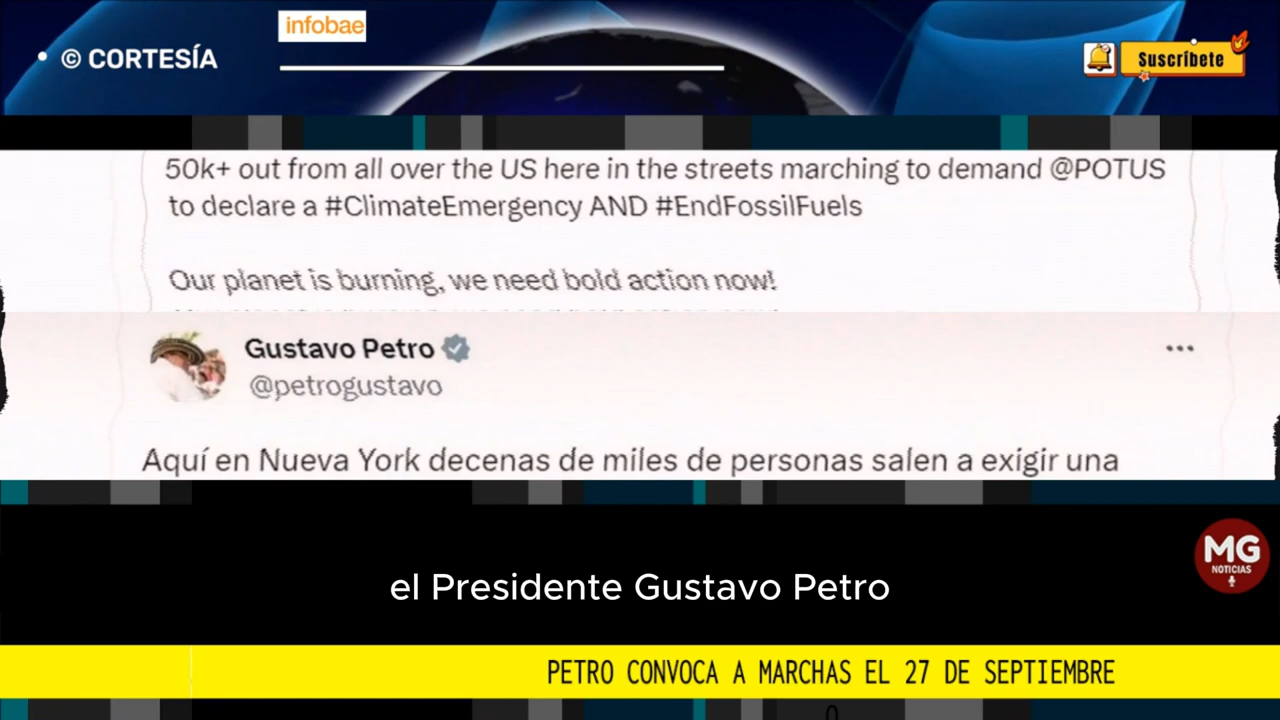 infobae
• © CORTESÍA
Suscríbete
50k+ out from all over the US here in the streets marching to demand @POTUS
to declare a #ClimateEmergency AND #EndFossilFuels
Our planet is burning, we need bold action now!
Gustavo Petro
@petrogustavo
Aquí en Nueva York decenas de miles de personas salen a exigir una
MG
NOTICIAS
el Presidente Gustavo Petro
PETRO CONVOCA A MARCHAS EL 27 DE SEPTIEMBRE